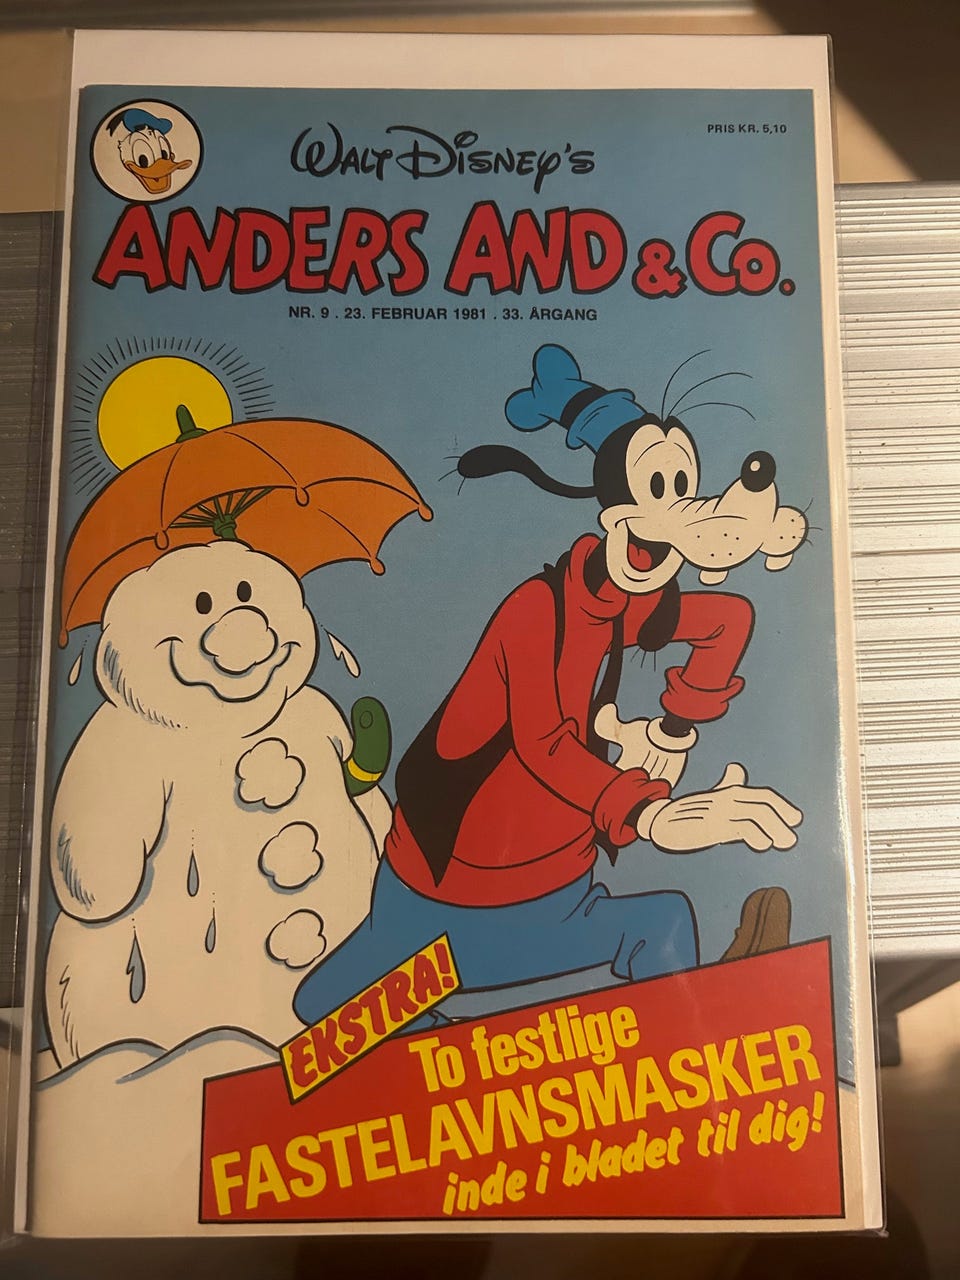 PRIS KR. 5,10
WALT DISNEY'S
ANDERS AND & CO.
NR. 9 . 23. FEBRUAR 1981 . 33. ÅRGANG
EKSTRA!
To festlige
FASTELAVNSMASKER
inde i bladet til dig!